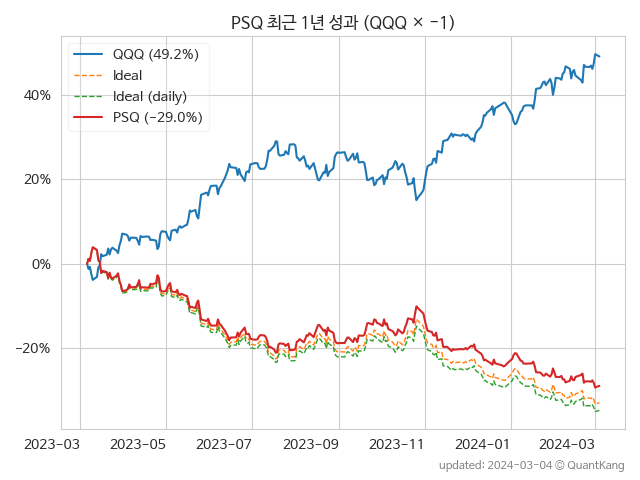 PSQ 최근 1년 성과 (QQQ × −1)
QQQ (49.2%)
Ideal
Ideal (daily)
PSQ (−29.0%)
40%
20%
0%
−20%
2023-03 2023-05 2023-07 2023-09 2023-11 2024-01 2024-03
updated: 2024-03-04 © QuantKang